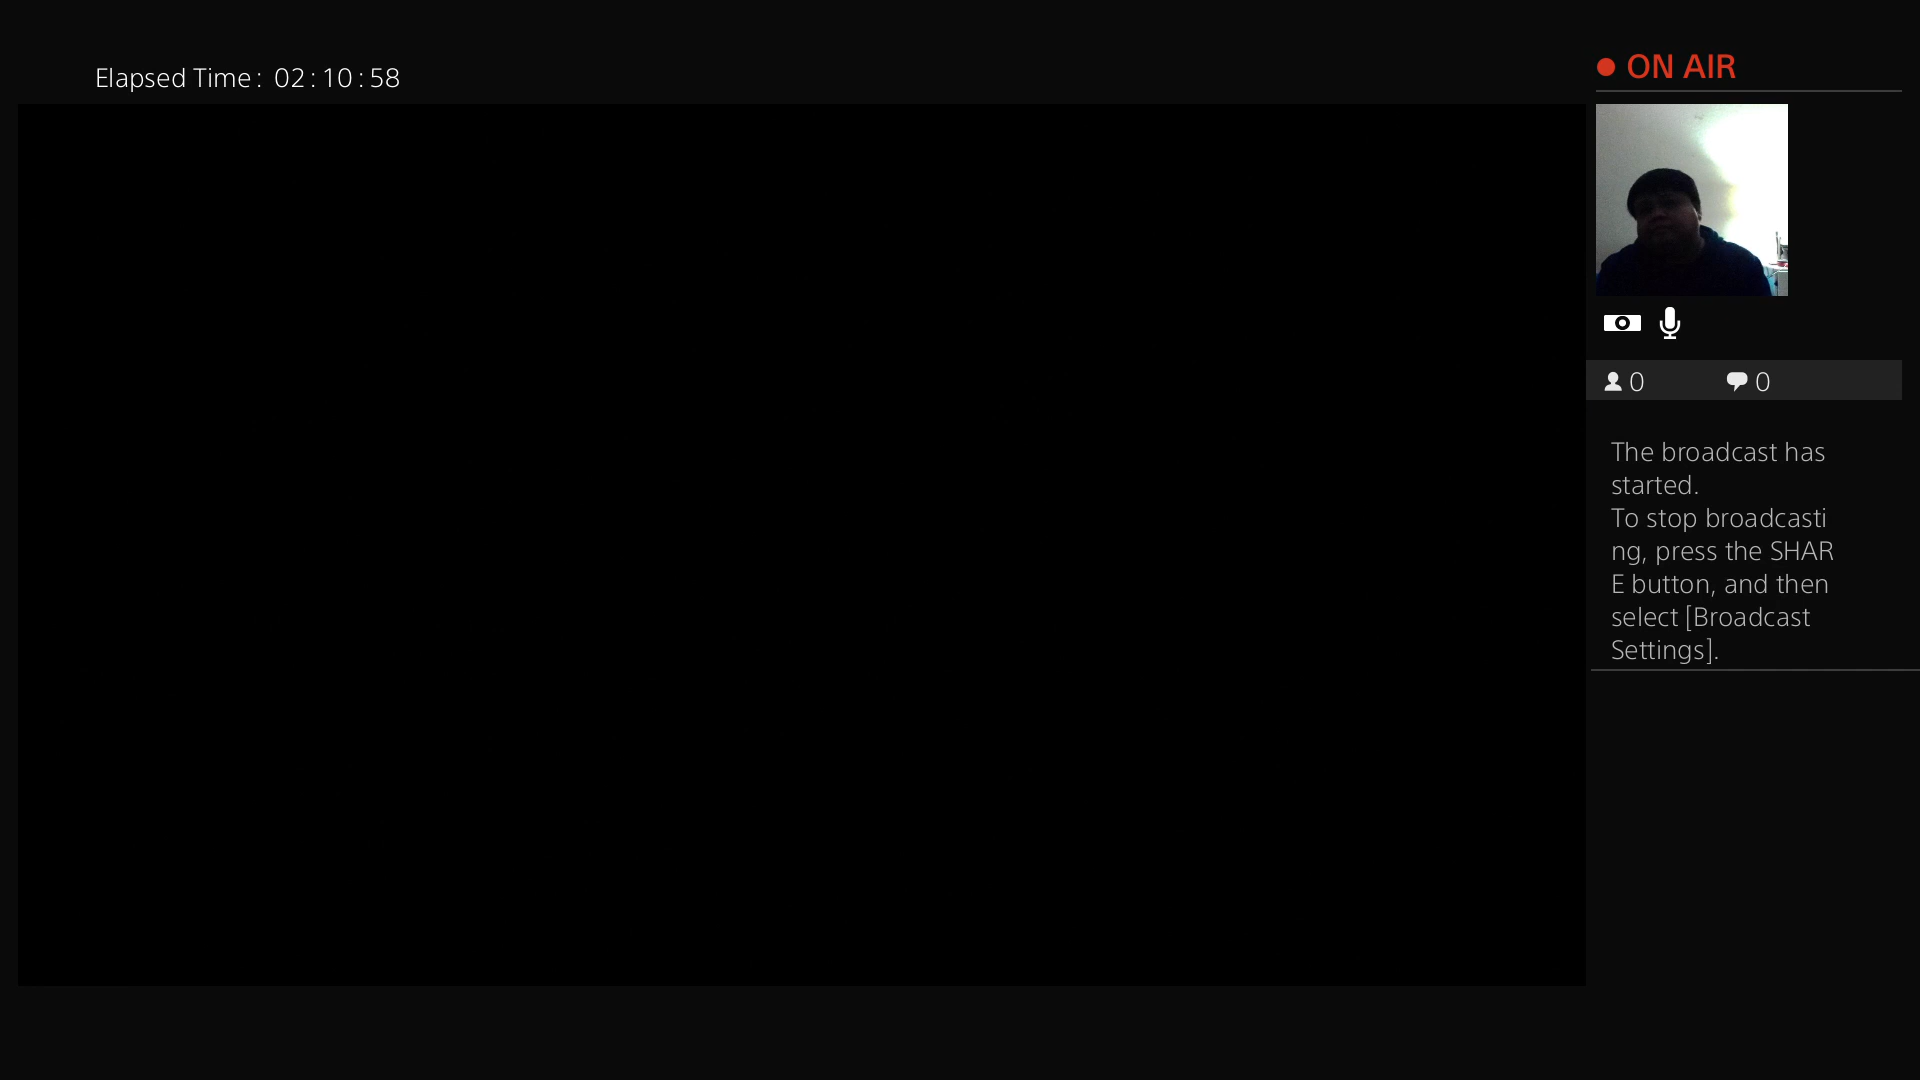 Elapsed Time: 02:10:58
ON AIR
0 0
The broadcast has
started.
To stop broadcasti
ng, press the SHAR
E button, and then
select [Broadcast
Settings].